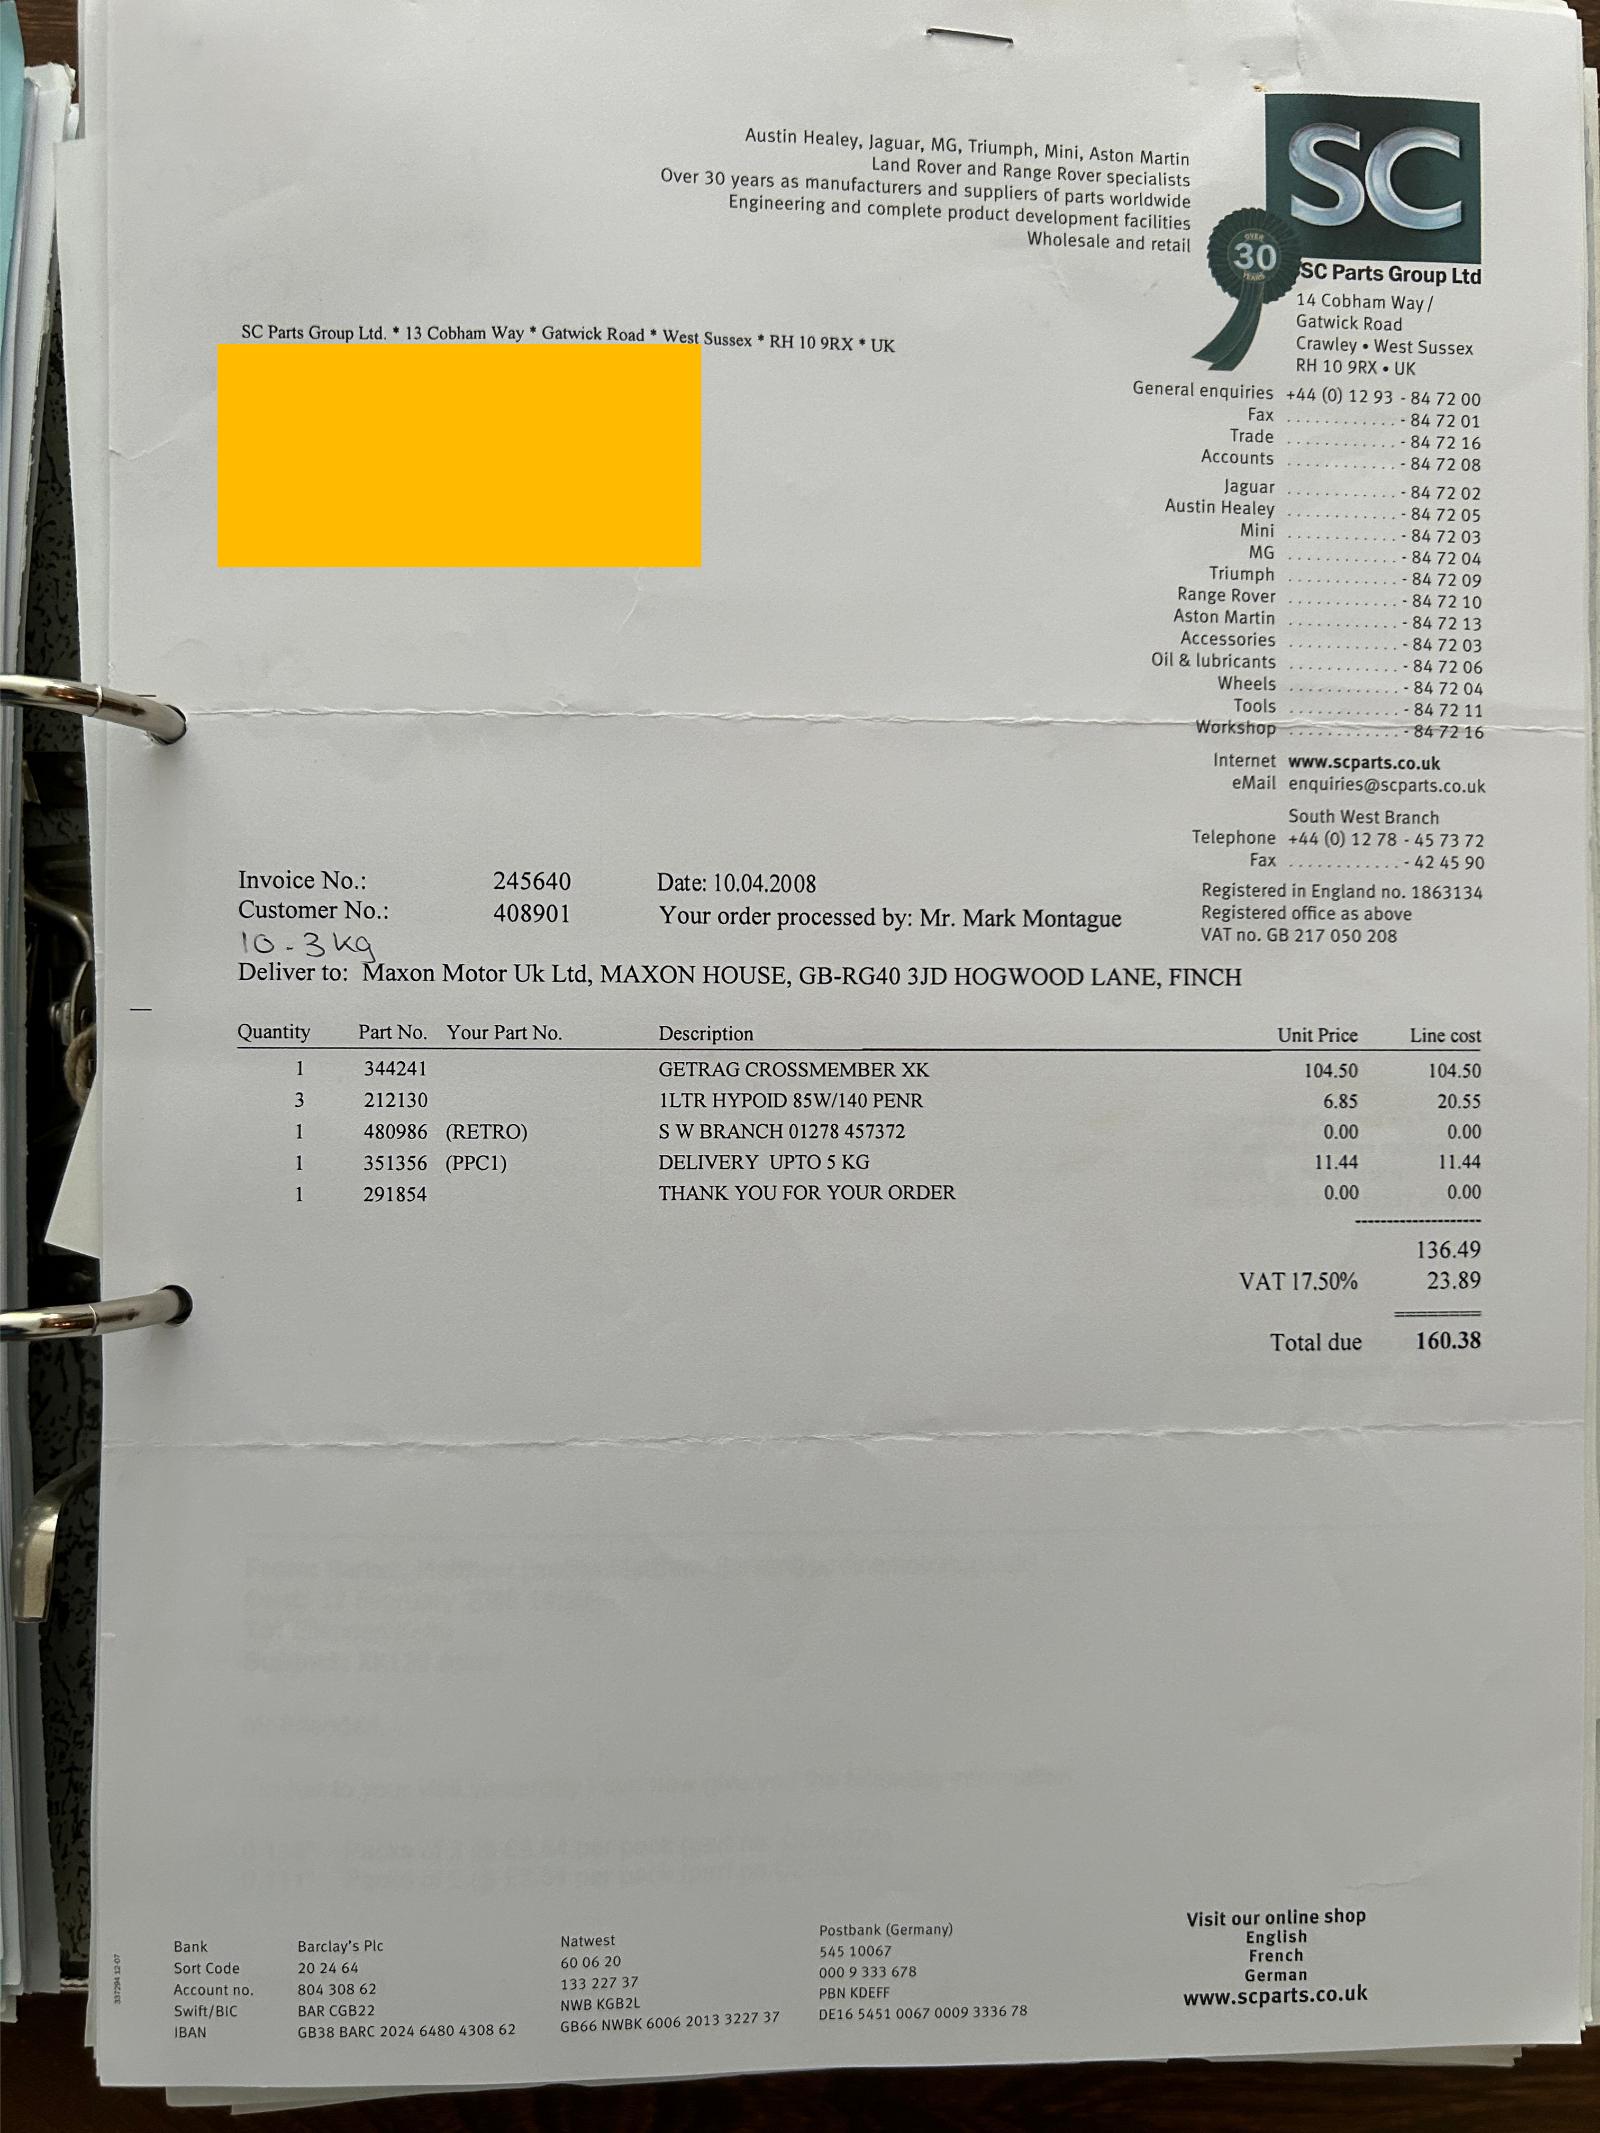 Austin Healey, Jaguar, MG, Triumph, Mini, Aston Martin
Land Rover and Range Rover specialists
Over 30 years as manufacturers and suppliers of parts worldwide
Engineering and complete product development facilities
Wholesale and retail
SC
OVER
30
YEARS
SC Parts Group Ltd
14 Cobham Way /
Gatwick Road
Crawley • West Sussex
RH 10 9RX • UK
SC Parts Group Ltd. * 13 Cobham Way * Gatwick Road * West Sussex * RH 10 9RX * UK
General enquiries +44 (0) 12 93 - 84 72 00
Fax ............ - 84 72 01
Trade ............ - 84 72 16
Accounts ............ - 84 72 08
Jaguar ............ - 84 72 02
Austin Healey ............ - 84 72 05
Mini ............ - 84 72 03
MG ............ - 84 72 04
Triumph ............ - 84 72 09
Range Rover ............ - 84 72 10
Aston Martin ............ - 84 72 13
Accessories ............ - 84 72 03
Oil & lubricants ............ - 84 72 06
Wheels ............ - 84 72 04
Tools ............ - 84 72 11
Workshop ............ - 84 72 16
Internet www.scparts.co.uk
eMail enquiries@scparts.co.uk
South West Branch
Telephone +44 (0) 12 78 - 45 73 72
Fax ............ - 42 45 90
Registered in England no. 1863134
Registered office as above
VAT no. GB 217 050 208
Invoice No.: 245640 Date: 10.04.2008
Customer No.: 408901 Your order processed by: Mr. Mark Montague
10-3kg
Deliver to: Maxon Motor Uk Ltd, MAXON HOUSE, GB-RG40 3JD HOGWOOD LANE, FINCH
Quantity Part No. Your Part No. Description Unit Price Line cost
1 344241 GETRAG CROSSMEMBER XK 104.50 104.50
3 212130 1LTR HYPOID 85W/140 PENR 6.85 20.55
1 480986 (RETRO) S W BRANCH 01278 457372 0.00 0.00
1 351356 (PPC1) DELIVERY UPTO 5 KG 11.44 11.44
1 291854 THANK YOU FOR YOUR ORDER 0.00 0.00
136.49
VAT 17.50% 23.89
Total due 160.38
Bank Barclay's Plc Natwest Postbank (Germany)
Sort Code 20 24 64 60 06 20 545 10067
Account no. 804 308 62 133 227 37 000 9 333 678
Swift/BIC BAR CGB22 NWB KGB2L PBN KDEFF
IBAN GB38 BARC 2024 6480 4308 62 GB66 NWBK 6006 2013 3227 37 DE16 5451 0067 0009 3336 78
Visit our online shop
English
French
German
www.scparts.co.uk
337294 12-07